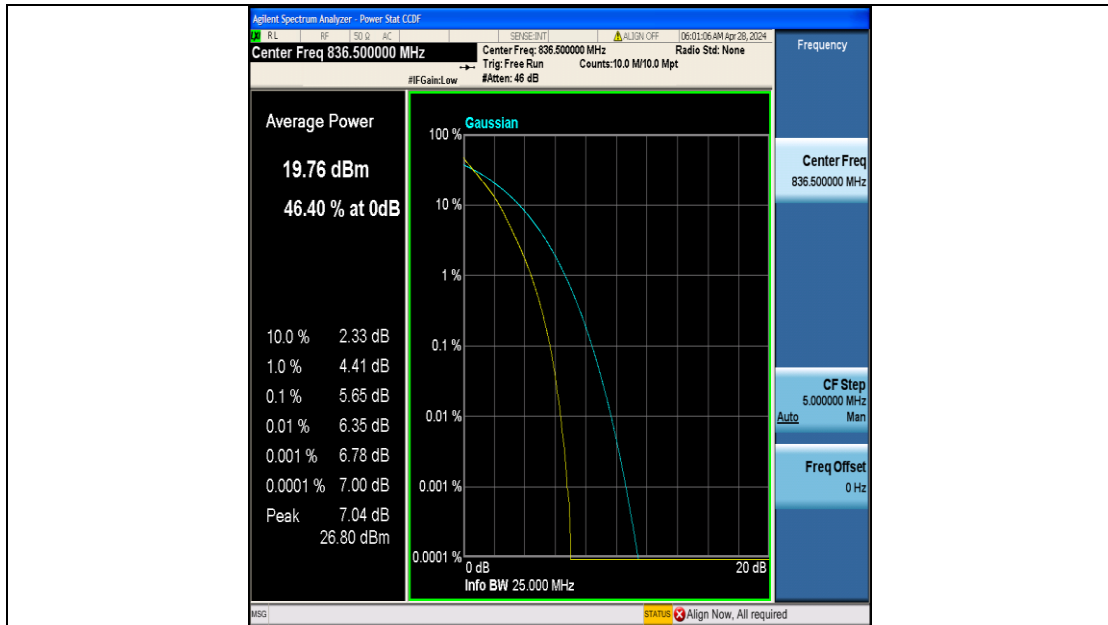 Agilent Spectrum Analyzer - Power Stat CCDF
RL RF 50 Ω AC SENSE:INT ALIGN OFF 06:01:06 AM Apr 28, 2024
Center Freq 836.500000 MHz
Center Freq: 836.500000 MHz Radio Std: None
Trig: Free Run Counts:10.0 M/10.0 Mpt
#IFGain:Low #Atten: 46 dB
Frequency
Average Power
19.76 dBm
46.40 % at 0dB
10.0 % 2.33 dB
1.0 % 4.41 dB
0.1 % 5.65 dB
0.01 % 6.35 dB
0.001 % 6.78 dB
0.0001 % 7.00 dB
Peak 7.04 dB
26.80 dBm
Gaussian
100 %
10 %
1 %
0.1 %
0.01 %
0.001 %
0.0001 %
0 dB 20 dB
Info BW 25.000 MHz
Center Freq
836.500000 MHz
CF Step
5.000000 MHz
Auto Man
Freq Offset
0 Hz
MSG STATUS Align Now, All required